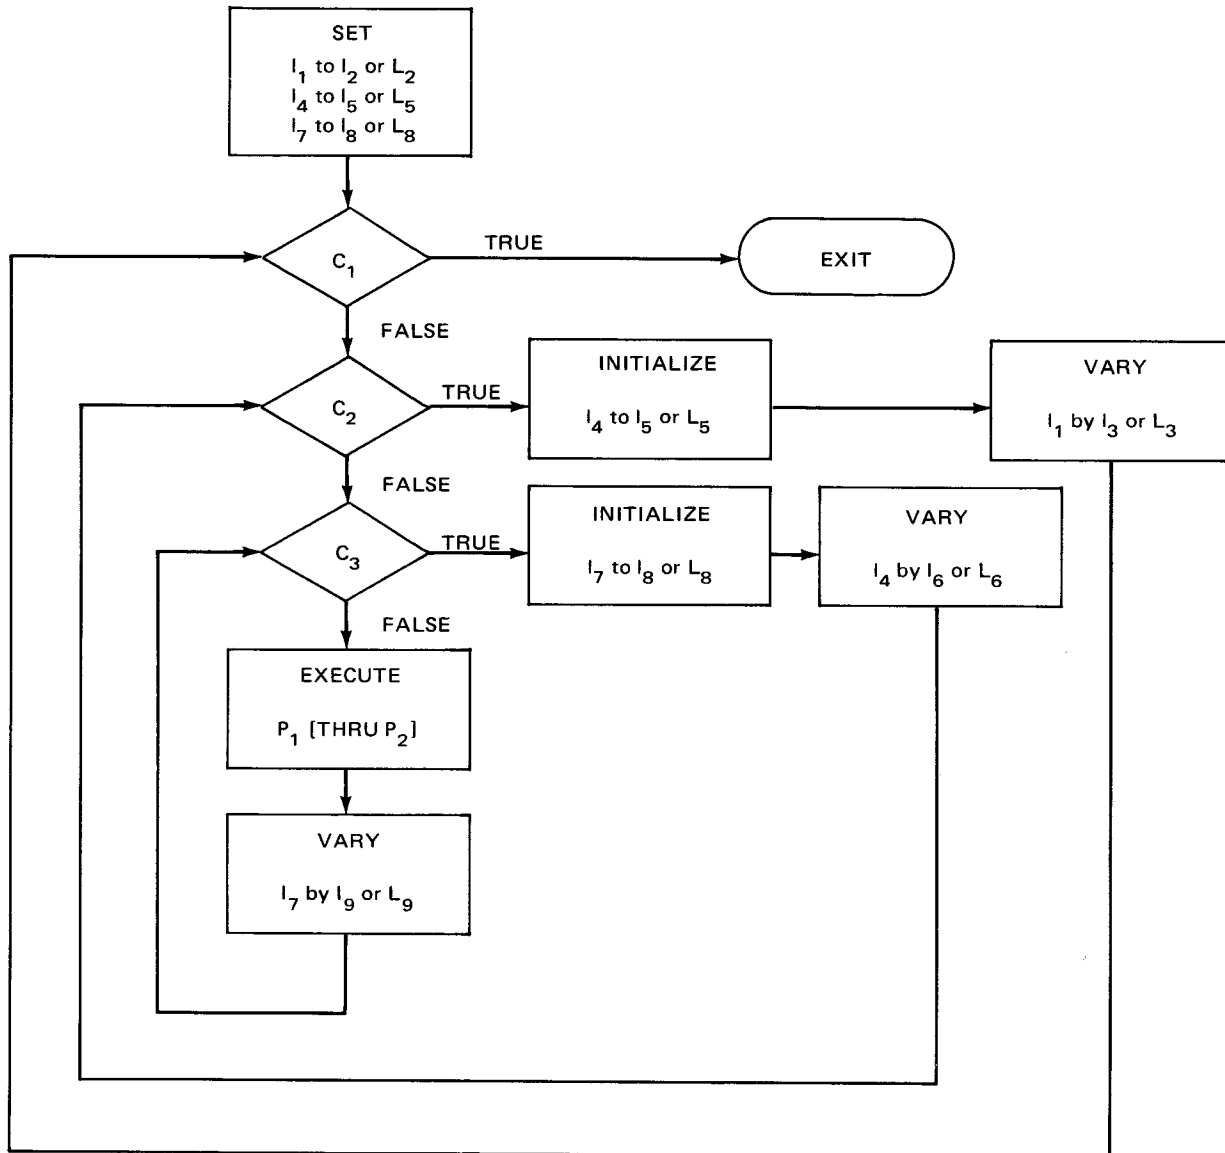 SET
I₁ to I₂ or L₂
I₄ to I₅ or L₅
I₇ to I₈ or L₈
C₁
TRUE
EXIT
FALSE
C₂
TRUE
INITIALIZE
I₄ to I₅ or L₅
VARY
I₁ by I₃ or L₃
FALSE
C₃
TRUE
INITIALIZE
I₇ to I₈ or L₈
VARY
I₄ by I₆ or L₆
FALSE
EXECUTE
P₁ [THRU P₂]
VARY
I₇ by I₉ or L₉